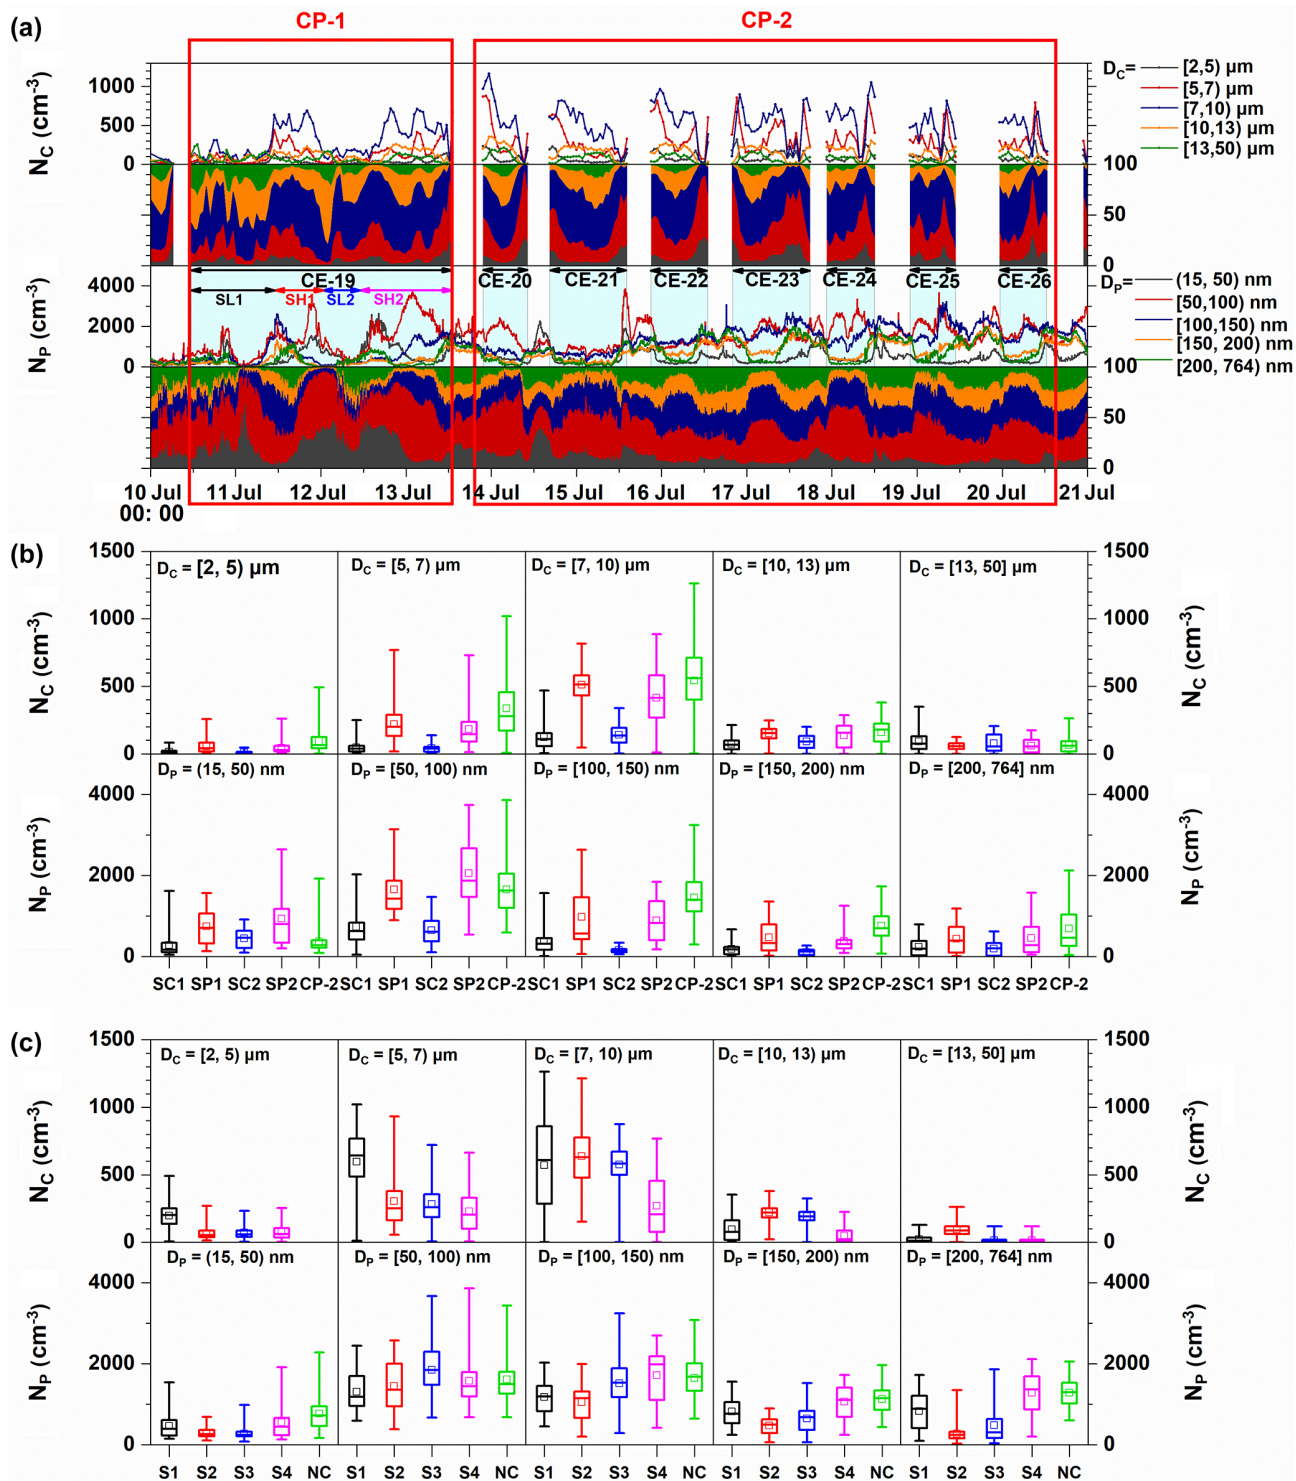 (a)
CP-1
CP-2
N_C (cm⁻³)
1000
500
0
100
50
0
D_C= [2,5) μm
[5,7) μm
[7,10) μm
[10,13) μm
[13,50) μm
CE-19
CE-20
CE-21
CE-22
CE-23
CE-24
CE-25
CE-26
SL1
SH1
SL2
SH2
N_P (cm⁻³)
4000
2000
0
100
50
0
D_P= (15, 50) nm
[50,100) nm
[100,150) nm
[150, 200) nm
[200, 764) nm
10 Jul
11 Jul
12 Jul
13 Jul
14 Jul
15 Jul
16 Jul
17 Jul
18 Jul
19 Jul
20 Jul
21 Jul
00: 00
(b)
N_C (cm⁻³)
1500
1000
500
0
D_C = [2, 5) μm
D_C = [5, 7) μm
D_C = [7, 10) μm
D_C = [10, 13) μm
D_C = [13, 50] μm
1500
1000
500
0
N_C (cm⁻³)
N_P (cm⁻³)
4000
2000
0
D_P = (15, 50) nm
D_P = [50, 100) nm
D_P = [100, 150) nm
D_P = [150, 200) nm
D_P = [200, 764] nm
4000
2000
0
N_P (cm⁻³)
SC1 SP1 SC2 SP2 CP-2 SC1 SP1 SC2 SP2 CP-2 SC1 SP1 SC2 SP2 CP-2 SC1 SP1 SC2 SP2 CP-2 SC1 SP1 SC2 SP2 CP-2
(c)
N_C (cm⁻³)
1500
1000
500
0
D_C = [2, 5) μm
D_C = [5, 7) μm
D_C = [7, 10) μm
D_C = [10, 13) μm
D_C = [13, 50] μm
1500
1000
500
0
N_C (cm⁻³)
N_P (cm⁻³)
4000
2000
0
D_P = (15, 50) nm
D_P = [50, 100) nm
D_P = [100, 150) nm
D_P = [150, 200) nm
D_P = [200, 764] nm
4000
2000
0
N_P (cm⁻³)
S1 S2 S3 S4 NC S1 S2 S3 S4 NC S1 S2 S3 S4 NC S1 S2 S3 S4 NC S1 S2 S3 S4 NC